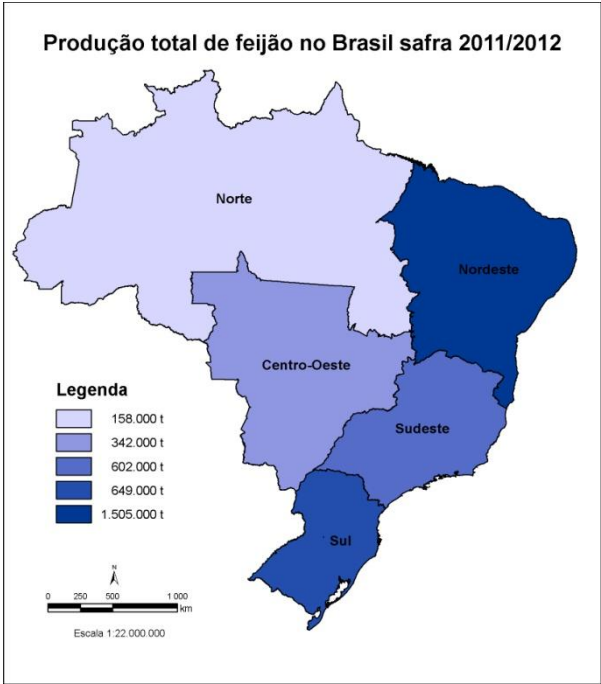 Produção total de feijão no Brasil safra 2011/2012
Norte
Nordeste
Centro-Oeste
Sudeste
Sul
Legenda
158.000 t
342.000 t
602.000 t
649.000 t
1.505.000 t
N
0 250 500 1 000
km
Escala 1:22.000.000